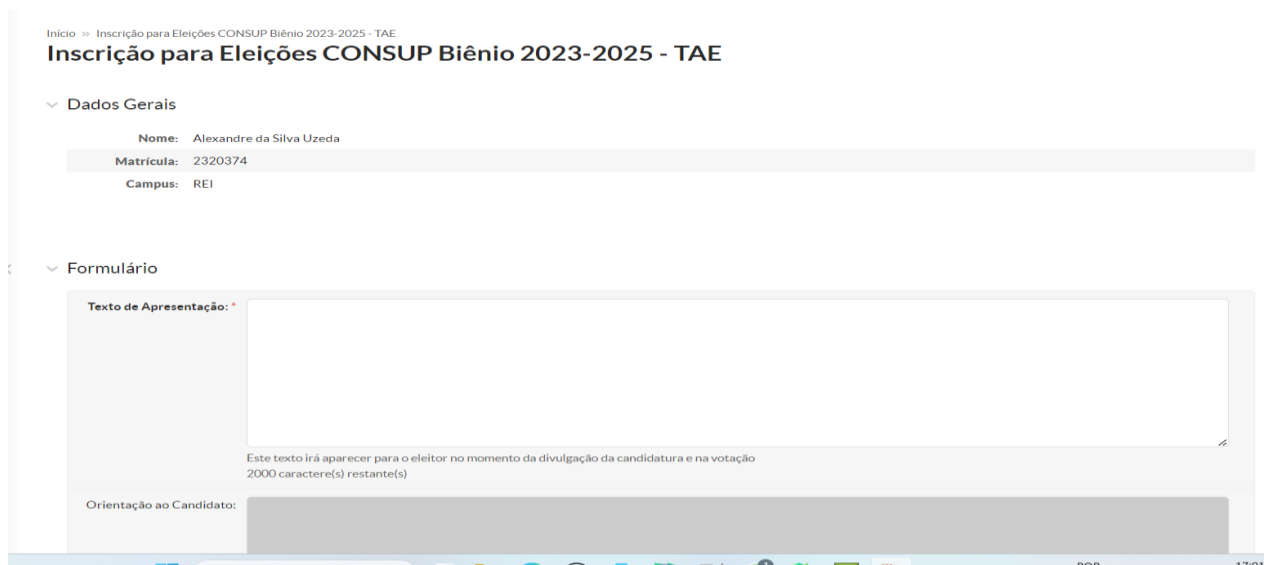 Início » Inscrição para Eleições CONSUP Biênio 2023-2025 - TAE
Inscrição para Eleições CONSUP Biênio 2023-2025 - TAE
Dados Gerais
Nome: Alexandre da Silva Uzeda
Matrícula: 2320374
Campus: REI
Formulário
Texto de Apresentação: *
Este texto irá aparecer para o eleitor no momento da divulgação da candidatura e na votação
2000 caractere(s) restante(s)
Orientação ao Candidato: